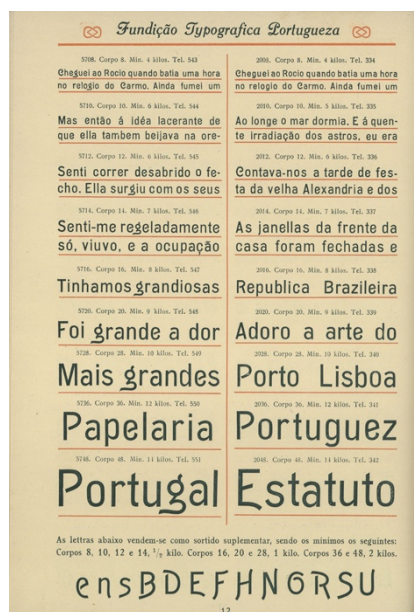 Fundição Typografica Portugueza
5708. Corpo 8. Min. 4 kilos. Tel. 543
Cheguei ao Rocio quando batia uma hora
no relogio do Carmo. Ainda fumei um
5710. Corpo 10. Min. 6 kilos. Tel. 544
Mas então á idéa lacerante de
que ella tambem beijava na ore-
5712. Corpo 12. Min. 6 kilos. Tel. 545
Senti correr desabrido o fe-
cho. Ella surgiu com os seus
5714. Corpo 14. Min. 7 kilos. Tel. 546
Senti-me regeladamente
só, viuvo, e a ocupação
5716. Corpo 16. Min. 8 kilos. Tel. 547
Tinhamos grandiosas
5720. Corpo 20. Min. 9 kilos. Tel. 548
Foi grande a dor
5728. Corpo 28. Min. 10 kilos. Tel. 549
Mais grandes
5736. Corpo 36. Min. 12 kilos. Tel. 550
Papelaria
5748. Corpo 48. Min. 14 kilos. Tel. 551
Portugal
2008. Corpo 8. Min. 4 kilos. Tel. 334
Cheguei ao Rocio quando batia uma hora
no relogio do Carmo. Ainda fumei um
2010. Corpo 10. Min. 5 kilos. Tel. 335
Ao longe o mar dormia. E á quen-
te irradiação dos astros, eu era
2012. Corpo 12. Min. 6 kilos. Tel. 336
Contava-nos a tarde de fes-
ta da velha Alexandria e dos
2014. Corpo 14. Min. 7 kilos. Tel. 337
As janellas da frente da
casa foram fechadas e
2016. Corpo 16. Min. 8 kilos. Tel. 338
Republica Brazileira
2020. Corpo 20. Min. 9 kilos. Tel. 339
Adoro a arte do
2028. Corpo 28. Min. 10 kilos. Tel. 340
Porto Lisboa
2036. Corpo 36. Min. 12 kilos. Tel. 341
Portuguez
2048. Corpo 48. Min. 14 kilos. Tel. 342
Estatuto
As letras abaixo vendem-se como sortido suplementar, sendo os minimos os seguintes:
Corpos 8, 10, 12 e 14, 1/2 kilo. Corpos 16, 20 e 28, 1 kilo. Corpos 36 e 48, 2 kilos.
ensBDEFHNGRSU
12